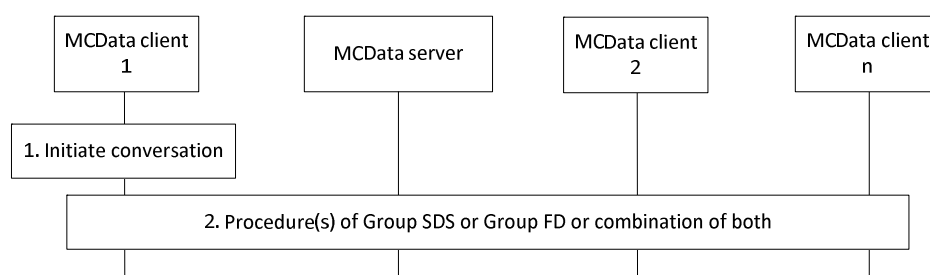 MCData client
1
MCData server
MCData client
2
MCData client
n
1. Initiate conversation
2. Procedure(s) of Group SDS or Group FD or combination of both